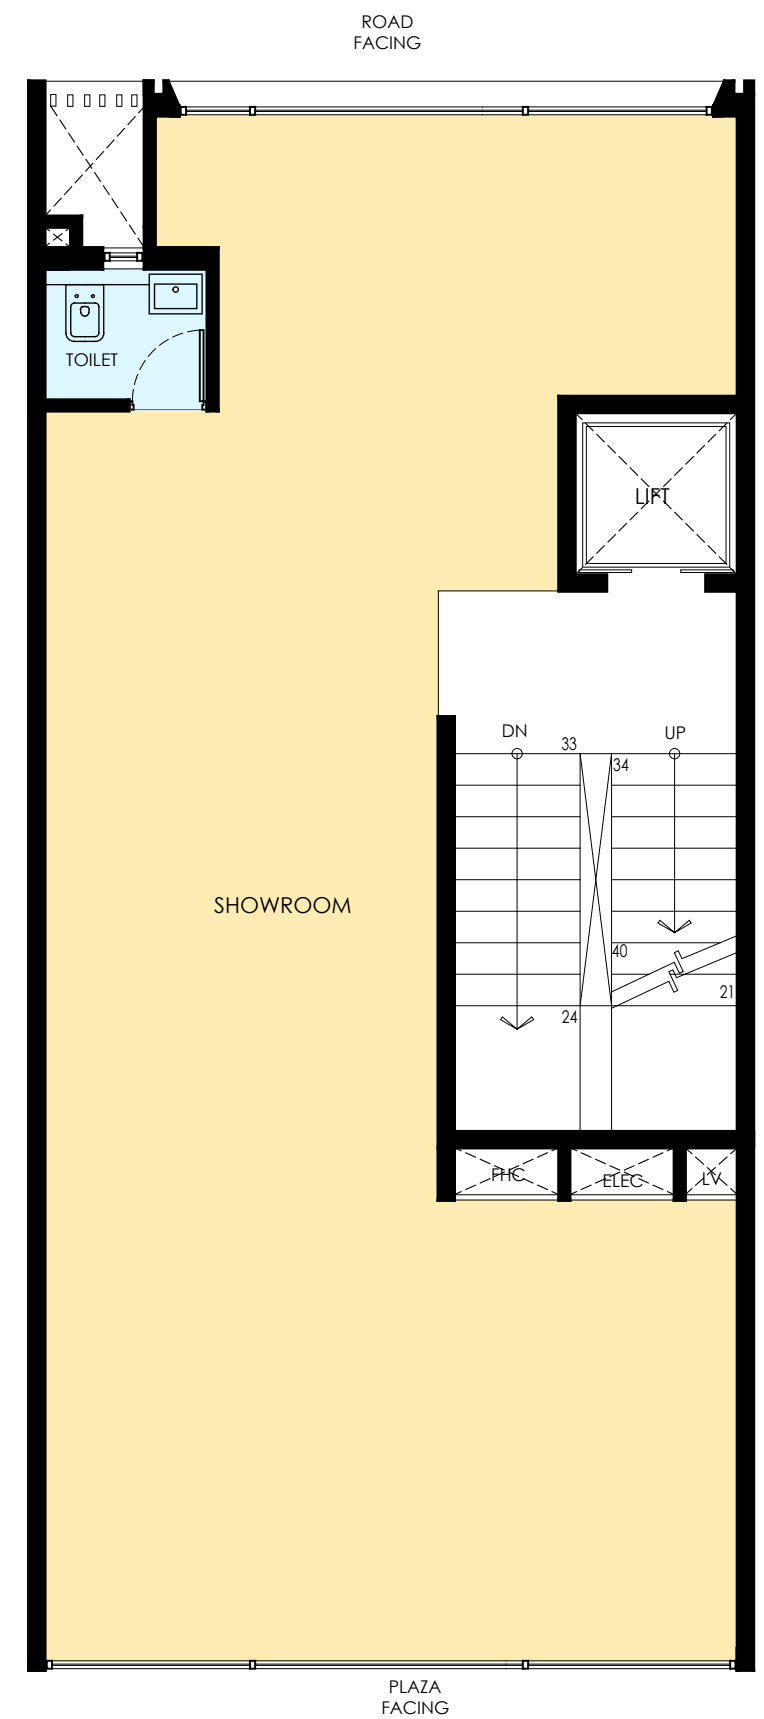 ROAD
FACING
TOILET
LIFT
DN
33
UP
34
SHOWROOM
40
21
24
FHC
ELEC
LV
PLAZA
FACING